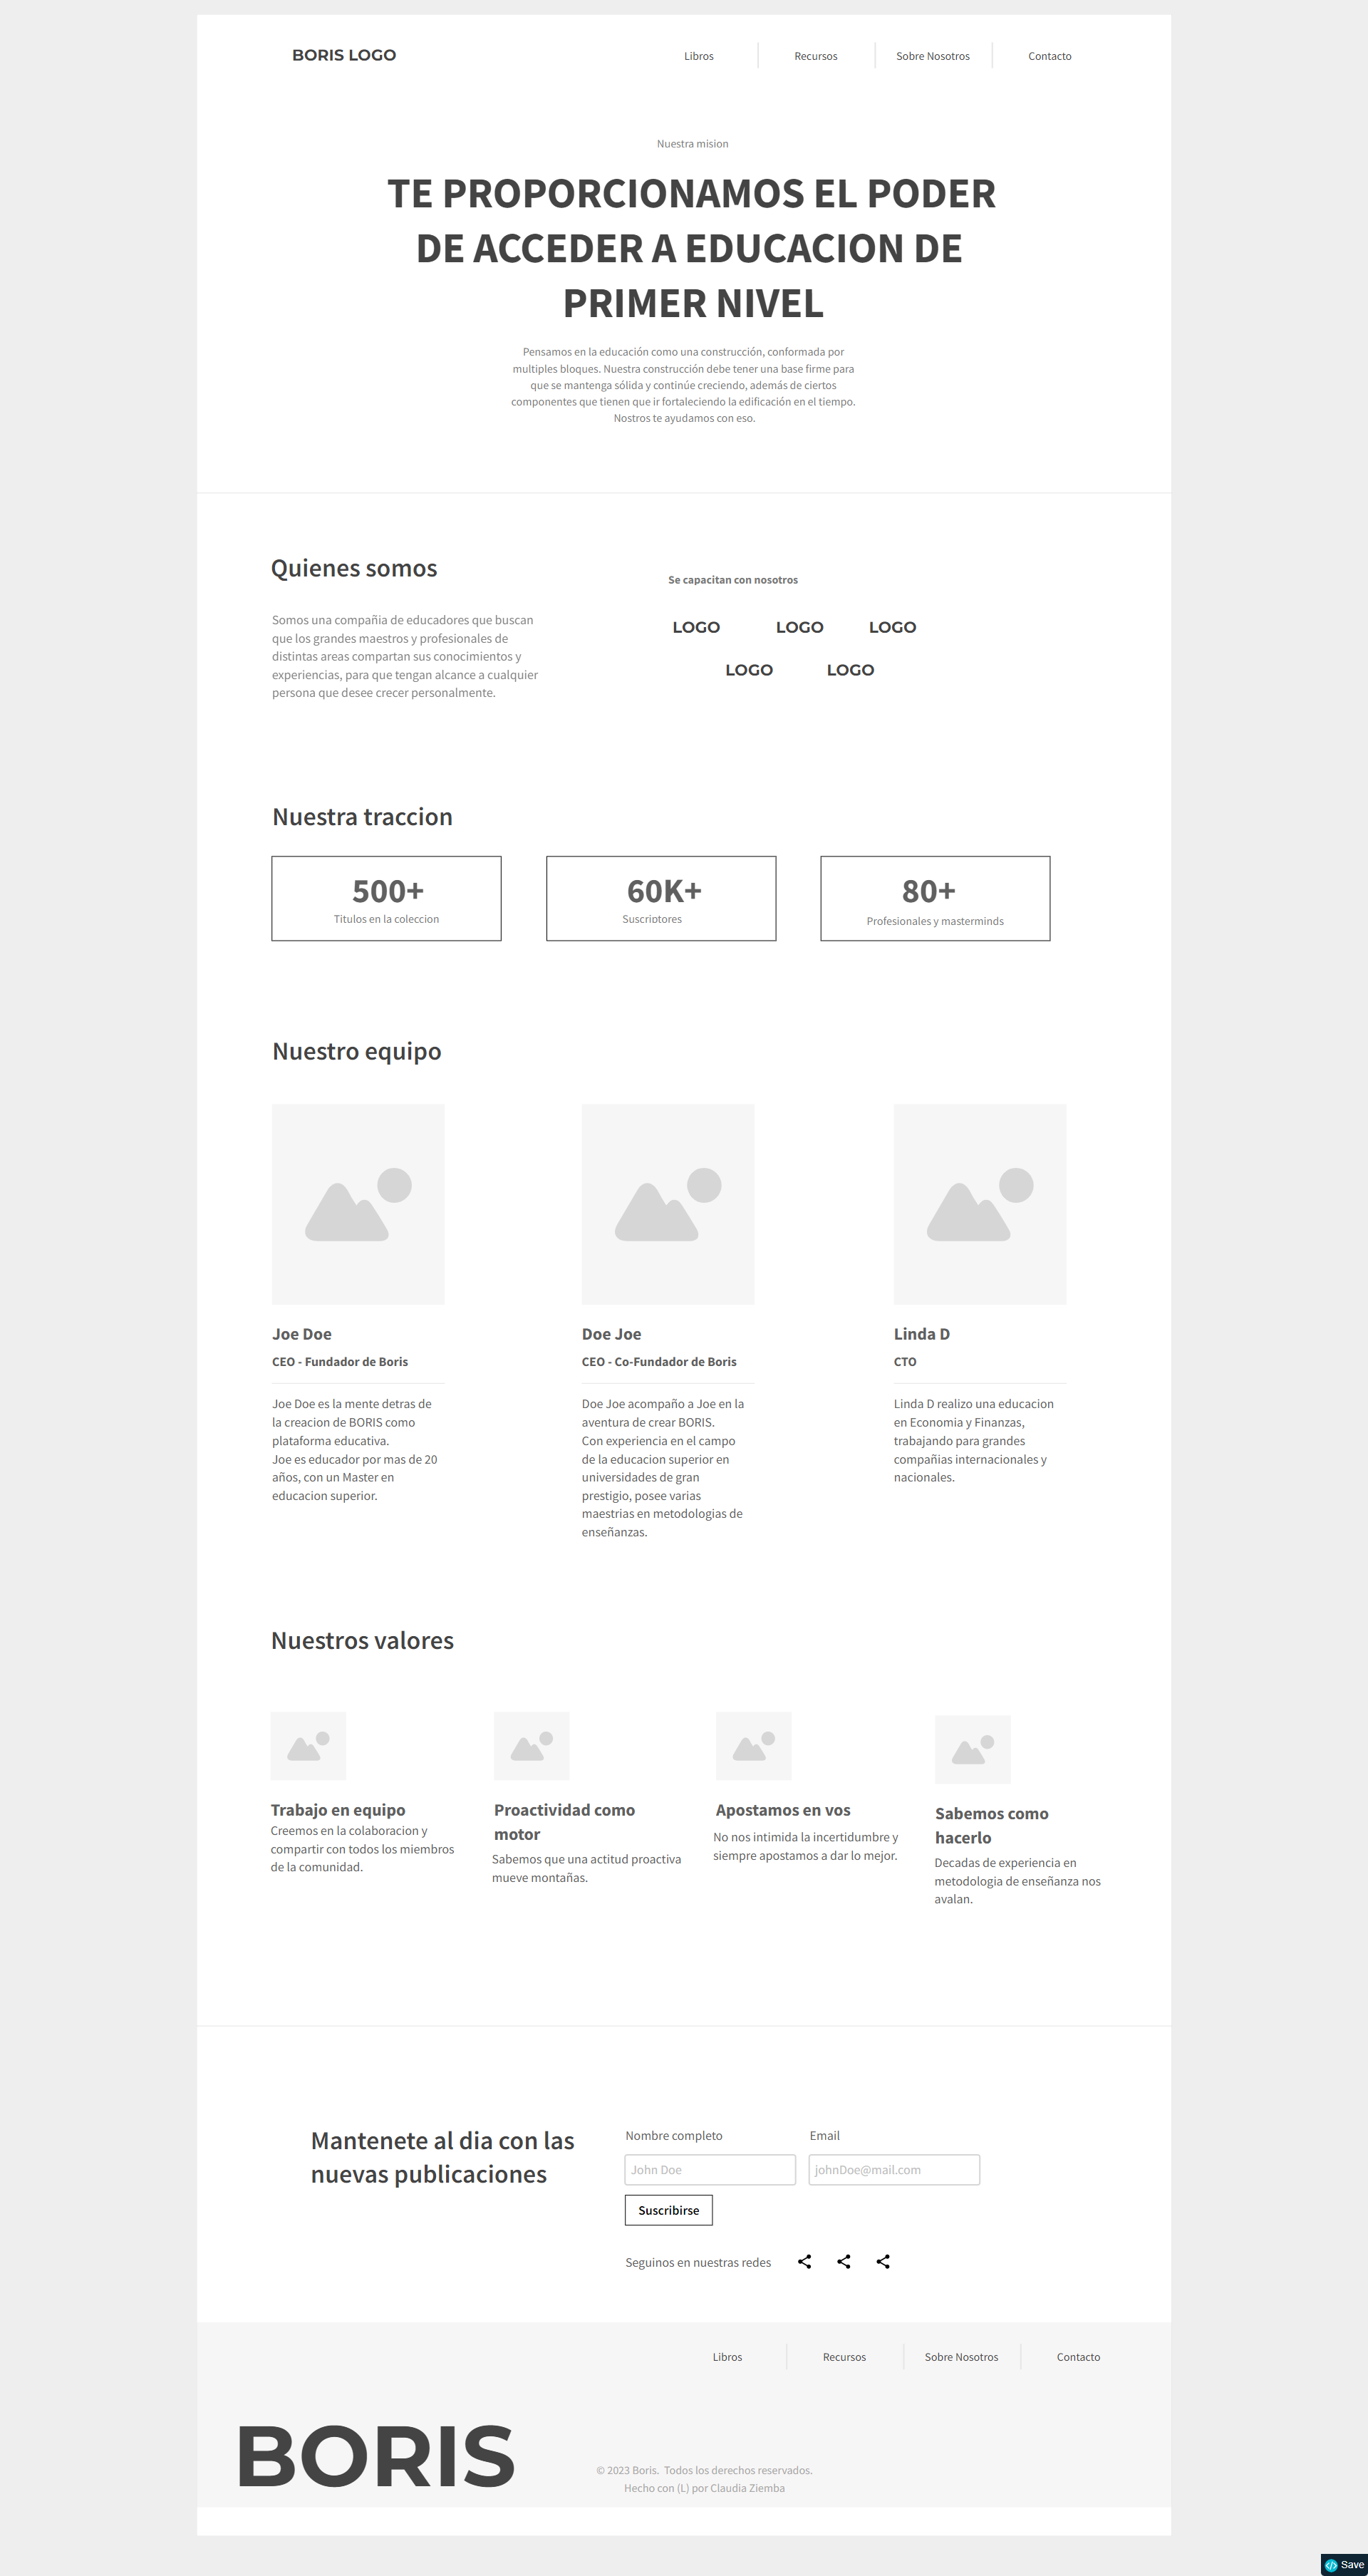 BORIS LOGO
Libros
Recursos
Sobre Nosotros
Contacto
Nuestra mision
TE PROPORCIONAMOS EL PODER
DE ACCEDER A EDUCACION DE
PRIMER NIVEL
Pensamos en la educación como una construcción, conformada por
multiples bloques. Nuestra construcción debe tener una base firme para
que se mantenga sólida y continúe creciendo, además de ciertos
componentes que tienen que ir fortaleciendo la edificación en el tiempo.
Nostros te ayudamos con eso.
Quienes somos
Somos una compañia de educadores que buscan
que los grandes maestros y profesionales de
distintas areas compartan sus conocimientos y
experiencias, para que tengan alcance a cualquier
persona que desee crecer personalmente.
Se capacitan con nosotros
LOGO
LOGO
LOGO
LOGO
LOGO
Nuestra traccion
500+
Titulos en la coleccion
60K+
Suscriptores
80+
Profesionales y masterminds
Nuestro equipo
Joe Doe
CEO - Fundador de Boris
Joe Doe es la mente detras de
la creacion de BORIS como
plataforma educativa.
Joe es educador por mas de 20
años, con un Master en
educacion superior.
Doe Joe
CEO - Co-Fundador de Boris
Doe Joe acompaño a Joe en la
aventura de crear BORIS.
Con experiencia en el campo
de la educacion superior en
universidades de gran
prestigio, posee varias
maestrias en metodologias de
enseñanzas.
Linda D
CTO
Linda D realizo una educacion
en Economia y Finanzas,
trabajando para grandes
compañias internacionales y
nacionales.
Nuestros valores
Trabajo en equipo
Creemos en la colaboracion y
compartir con todos los miembros
de la comunidad.
Proactividad como
motor
Sabemos que una actitud proactiva
mueve montañas.
Apostamos en vos
No nos intimida la incertidumbre y
siempre apostamos a dar lo mejor.
Sabemos como
hacerlo
Decadas de experiencia en
metodologia de enseñanza nos
avalan.
Mantenete al dia con las
nuevas publicaciones
Nombre completo
Email
John Doe
johnDoe@mail.com
Suscribirse
Seguinos en nuestras redes
Libros
Recursos
Sobre Nosotros
Contacto
BORIS
© 2023 Boris. Todos los derechos reservados.
Hecho con (L) por Claudia Ziemba
Save